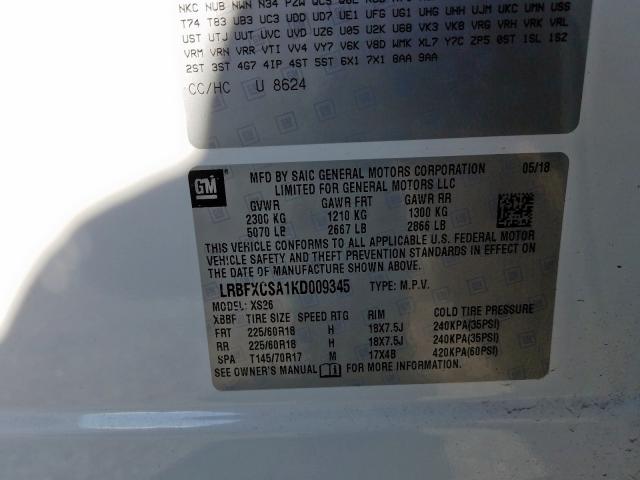 NKC NUB NWN N34 PZW QC5
T74 T83 UB3 UC3 UDD UD7 UE1 UFG UG1 UHG UHH UJM UKC UMN USS
UST UTJ UUT UVC UVD UZ6 U05 U2K U68 VK3 VK8 VRG VRH VRK VRL
VRM VRN VRR VTI VV4 VY7 V6K V8D WMK XL7 Y7C ZP5 0ST 1SL 1SZ
2ST 3ST 4G7 4IP 4ST 5ST 6X1 7X1 8AA 9AA
CC/HC U 8624
GM
MFD BY SAIC GENERAL MOTORS CORPORATION 05/18
LIMITED FOR GENERAL MOTORS LLC
GVWR GAWR FRT GAWR RR
2300 KG 1210 KG 1300 KG
5070 LB 2667 LB 2866 LB
THIS VEHICLE CONFORMS TO ALL APPLICABLE U.S. FEDERAL MOTOR
VEHICLE SAFETY AND THEFT PREVENTION STANDARDS IN EFFECT ON
THE DATE OF MANUFACTURE SHOWN ABOVE.
LRBFXCSA1KD009345 TYPE: M.P.V.
MODEL: XS26
XBBF TIRE SIZE SPEED RTG RIM COLD TIRE PRESSURE
FRT 225/60R18 H 18X7.5J 240KPA(35PSI)
RR 225/60R18 H 18X7.5J 240KPA(35PSI)
SPA T145/70R17 M 17X4B 420KPA(60PSI)
SEE OWNER'S MANUAL FOR MORE INFORMATION.